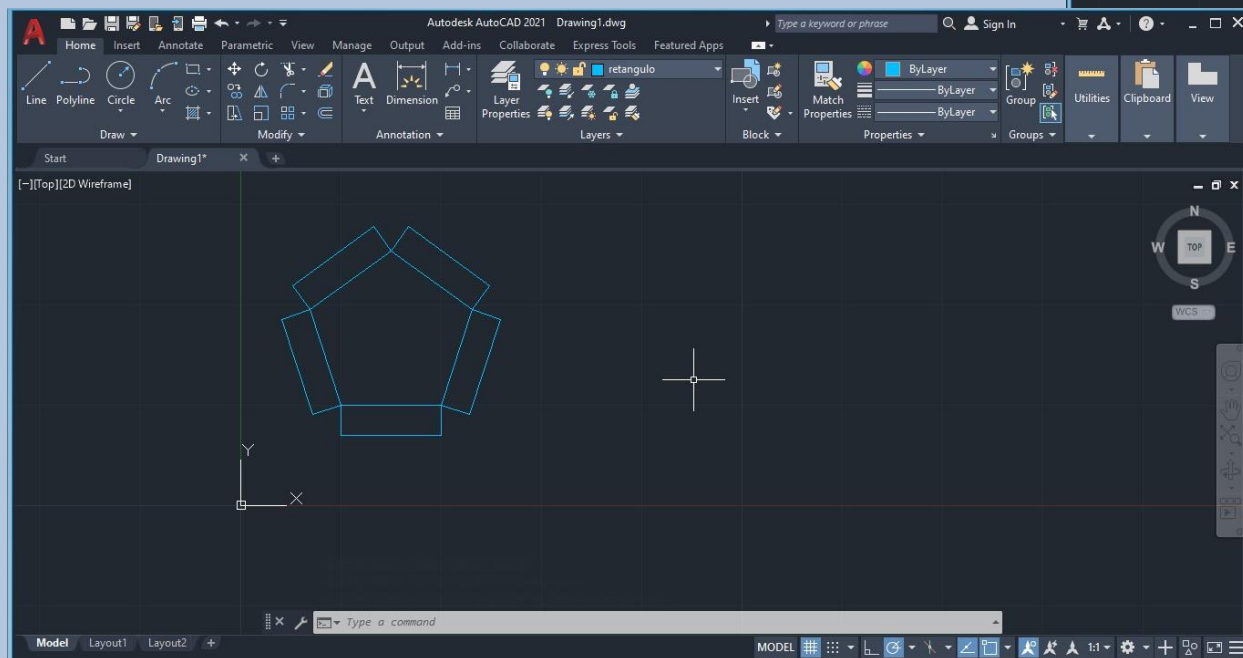 A Autodesk AutoCAD 2021 Drawing1.dwg Type a keyword or phrase Sign In
Home Insert Annotate Parametric View Manage Output Add-ins Collaborate Express Tools Featured Apps
retangulo ByLayer
Line Polyline Circle Arc A Text Dimension Layer Properties Insert Match Properties ByLayer Group Utilities Clipboard View
ByLayer
Draw Modify Annotation Layers Block Properties Groups
Start Drawing1*
[−][Top][2D Wireframe]
N
W TOP E
S
WCS
Y
X
Type a command
Model Layout1 Layout2 + MODEL 1:1